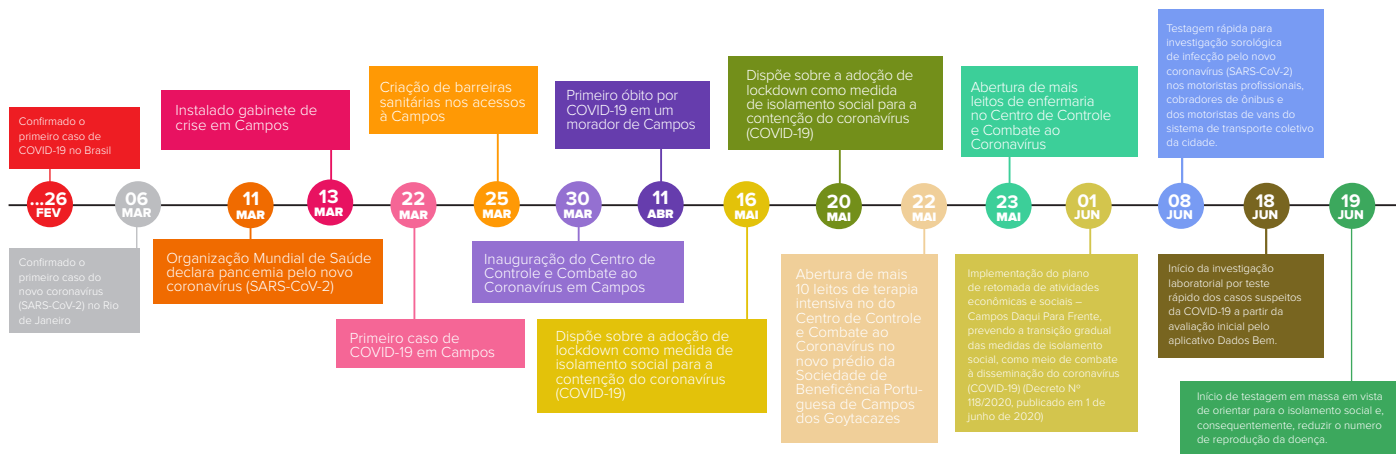 ...26
FEV
Confirmado o
primeiro caso de
COVID-19 no Brasil
06
MAR
Confirmado o
primeiro caso do
novo coronavírus
(SARS-CoV-2) no Rio
de Janeiro
11
MAR
Organização Mundial de Saúde
declara pancemia pelo novo
coronavírus (SARS-CoV-2)
13
MAR
Instalado gabinete de
crise em Campos
22
MAR
Primeiro caso de
COVID-19 em Campos
25
MAR
Criação de barreiras
sanitárias nos acessos
à Campos
30
MAR
Inauguração do Centro de
Controle e Combate ao
Coronavírus em Campos
11
ABR
Primeiro óbito por
COVID-19 em um
morador de Campos
16
MAI
Dispõe sobre a adoção de
lockdown como medida de
isolamento social para a
contenção do coronavírus
(COVID-19)
20
MAI
Dispõe sobre a adoção de
lockdown como medida
de isolamento social para a
contenção do coronavírus
(COVID-19)
22
MAI
Abertura de mais
10 leitos de terapia
intensiva no do
Centro de Controle
e Combate ao
Coronavírus no
novo prédio da
Sociedade de
Beneficência Portu-
guesa de Campos
dos Goytacazes
23
MAI
Abertura de mais
leitos de enfermaria
no Centro de Controle
e Combate ao
Coronavírus
01
JUN
Implementação do plano
de retomada de atividades
econômicas e sociais –
Campos Daqui Para Frente,
prevendo a transição gradual
das medidas de isolamento
social, como meio de combate
à disseminação do coronavírus
(COVID-19) (Decreto Nº
118/2020, publicado em 1 de
junho de 2020)
08
JUN
Testagem rápida para
investigação sorológica
de infecção pelo novo
coronavírus (SARS-CoV-2)
nos motoristas profissionais,
cobradores de ônibus e
dos motoristas de vans do
sistema de transporte coletivo
da cidade.
18
JUN
Início da investigação
laboratorial por teste
rápido dos casos suspeitos
da COVID-19 a partir da
avaliação inicial pelo
aplicativo Dados Bem.
19
JUN
Início de testagem em massa em vista
de orientar para o isolamento social e,
consequentemente, reduzir o numero
de reprodução da doença.